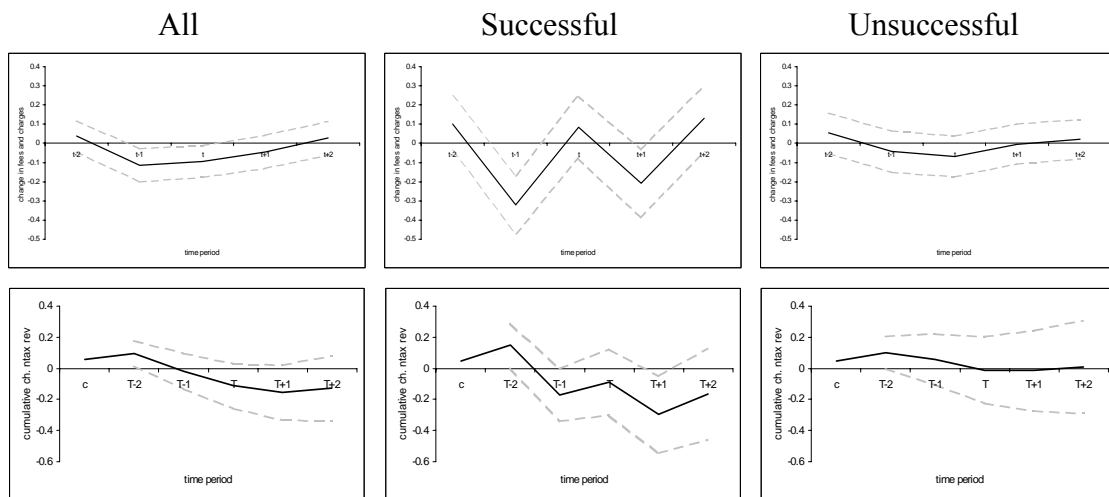 All Successful Unsuccessful
change in fees and charges
0.4
0.3
0.2
0.1
0
-0.1
-0.2
-0.3
-0.4
-0.5
t-2 t-1 t t+1 t+2
time period
change in fees and charges
0.4
0.3
0.2
0.1
0
-0.1
-0.2
-0.3
-0.4
-0.5
t-2 t-1 t t+1 t+2
time period
change in fees and charges
0.4
0.3
0.2
0.1
0
-0.1
-0.2
-0.3
-0.4
-0.5
t-2 t-1 t t+1 t+2
time period
cumulative ch. ntax rev
0.4
0.2
0
-0.2
-0.4
-0.6
c T-2 T-1 T T+1 T+2
time period
cumulative ch. ntax rev
0.4
0.2
0
-0.2
-0.4
-0.6
c T-2 T-1 T T+1 T+2
time period
cumulative ch. ntax rev
0.4
0.2
0
-0.2
-0.4
-0.6
c T-2 T-1 T T+1 T+2
time period